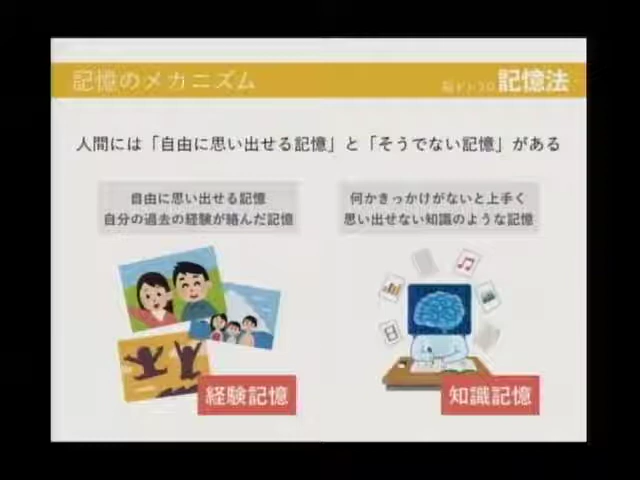 記憶のメカニズム
記憶法
人間には「自由に思い出せる記憶」と「そうでない記憶」がある
自由に思い出せる記憶
自分の過去の経験が絡んだ記憶
何かきっかけがないと上手く
思い出せない知識のような記憶
経験記憶
知識記憶